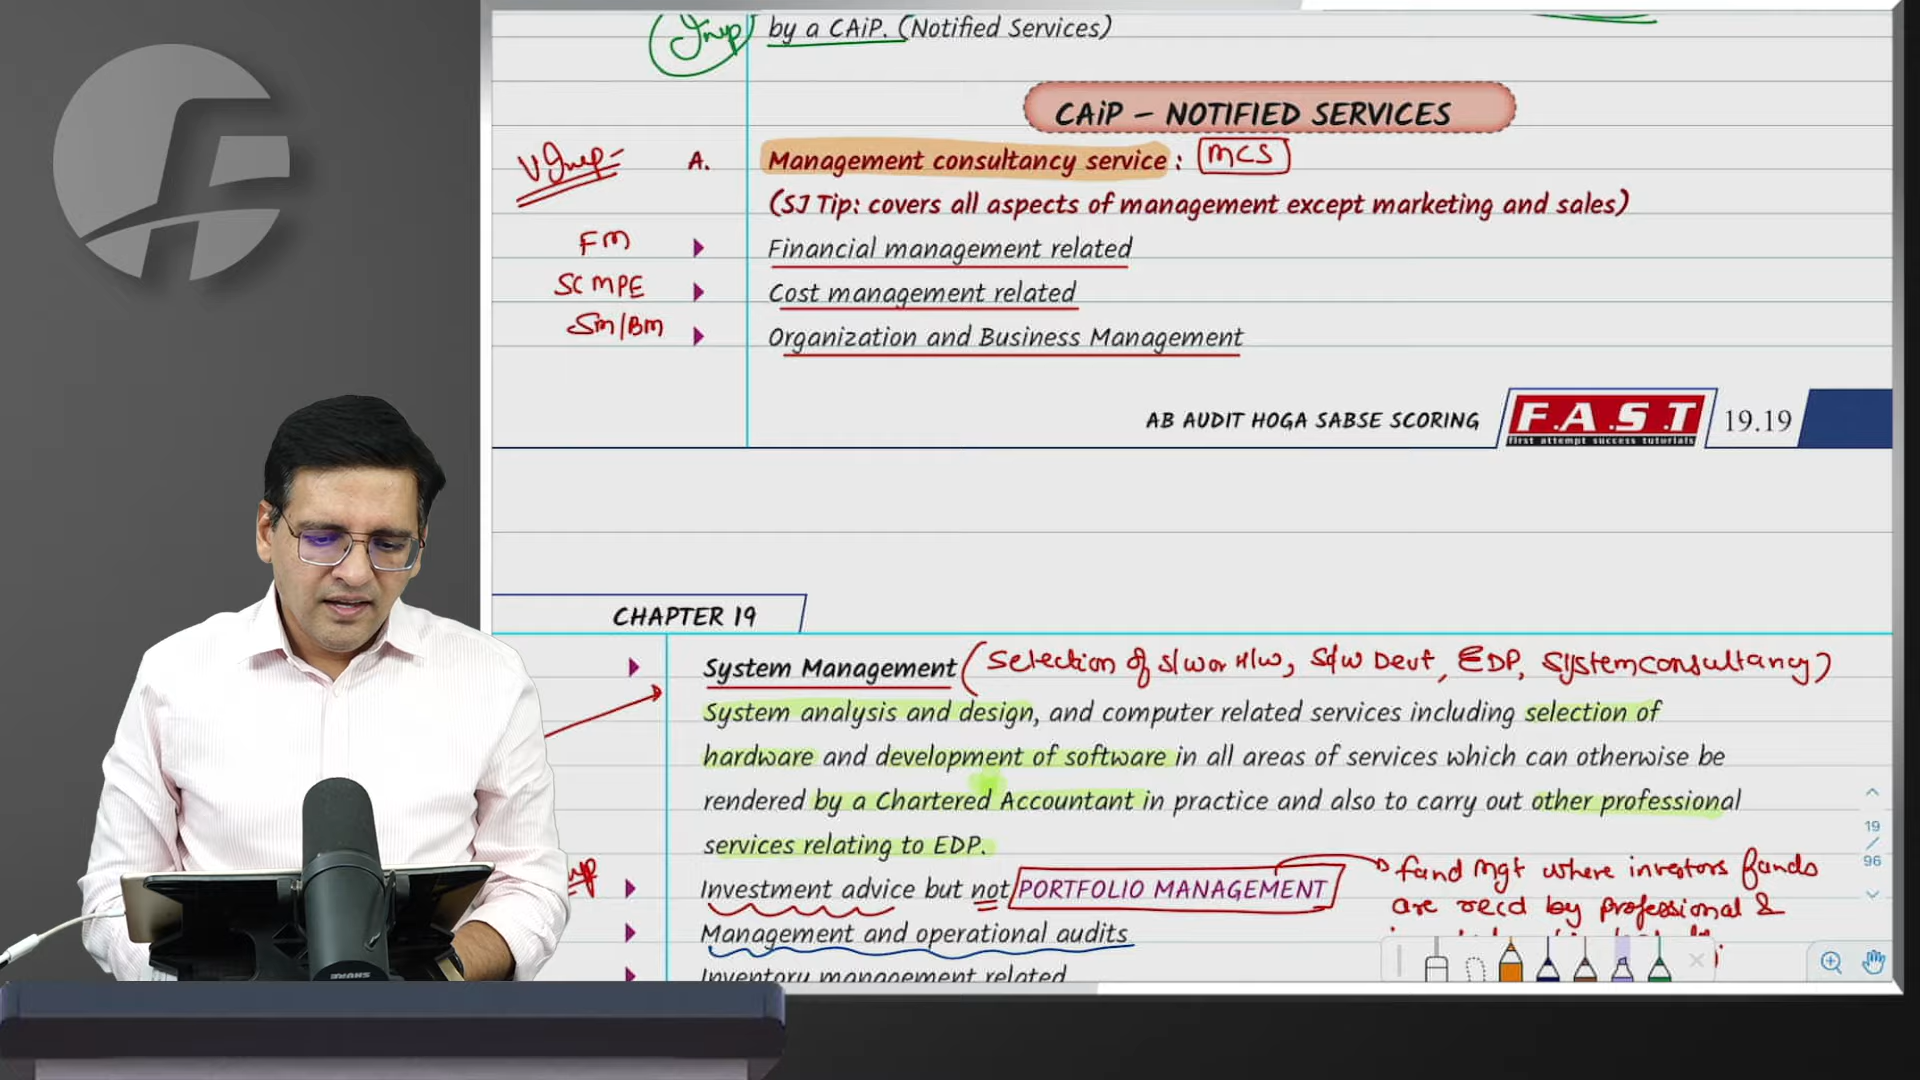 Imp by a CAiP. (Notified Services)
CAiP – NOTIFIED SERVICES
V Imp A. Management consultancy service : MCS
(SJ Tip: covers all aspects of management except marketing and sales)
FM Financial management related
SCMPE Cost management related
SM/BM Organization and Business Management
AB AUDIT HOGA SABSE SCORING F.A.S.T 19.19
first attempt success tutorials
CHAPTER 19
System Management (Selection of S/W or H/W, S/W Devt, EDP, System consultancy)
System analysis and design, and computer related services including selection of
hardware and development of software in all areas of services which can otherwise be
rendered by a Chartered Accountant in practice and also to carry out other professional
services relating to EDP.
19
/
96
Investment advice but not PORTFOLIO MANAGEMENT
Fund Mgt where investors funds
are recd by professional &
Management and operational audits
Inventory management related